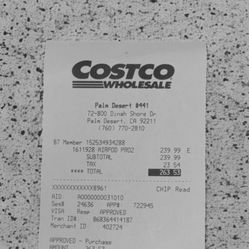 COSTCO
WHOLESALE
Palm Desert #441
72-800 Dinah Shore Dr
Palm Desert, CA 92211
(760) 770-2810
B7 Member 152534934288
1611928 AIRPOD PRO2 239.99 E
SUBTOTAL 239.99
TAX 23.54
**** TOTAL 263.53
XXXXXXXXXXXX8961 CHIP Read
AID: A0000000031010
Seq# 24636 APP#: 722945
VISA Resp: APPROVED
Tran ID#: 868364414187
Merchant ID: 402724
APPROVED - Purchase